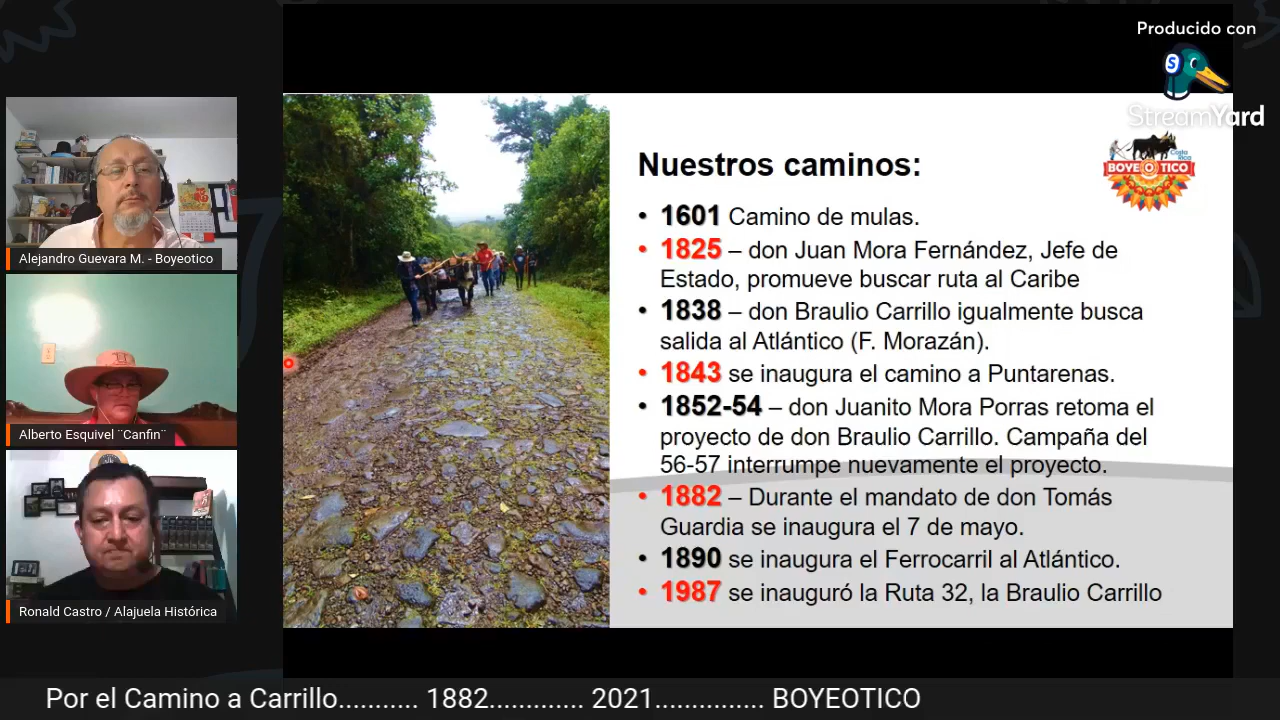 Producido con
StreamYard
Costa
Rica
BOYEOTICO
Nuestros caminos:
• 1601 Camino de mulas.
• 1825 – don Juan Mora Fernández, Jefe de
Estado, promueve buscar ruta al Caribe
• 1838 – don Braulio Carrillo igualmente busca
salida al Atlántico (F. Morazán).
• 1843 se inaugura el camino a Puntarenas.
• 1852-54 – don Juanito Mora Porras retoma el
proyecto de don Braulio Carrillo. Campaña del
56-57 interrumpe nuevamente el proyecto.
• 1882 – Durante el mandato de don Tomás
Guardia se inaugura el 7 de mayo.
• 1890 se inaugura el Ferrocarril al Atlántico.
• 1987 se inauguró la Ruta 32, la Braulio Carrillo
Alejandro Guevara M. - Boyeotico
Alberto Esquivel ¨Canfin¨
Ronald Castro / Alajuela Histórica
Por el Camino a Carrillo.......... 1882............. 2021............... BOYEOTICO